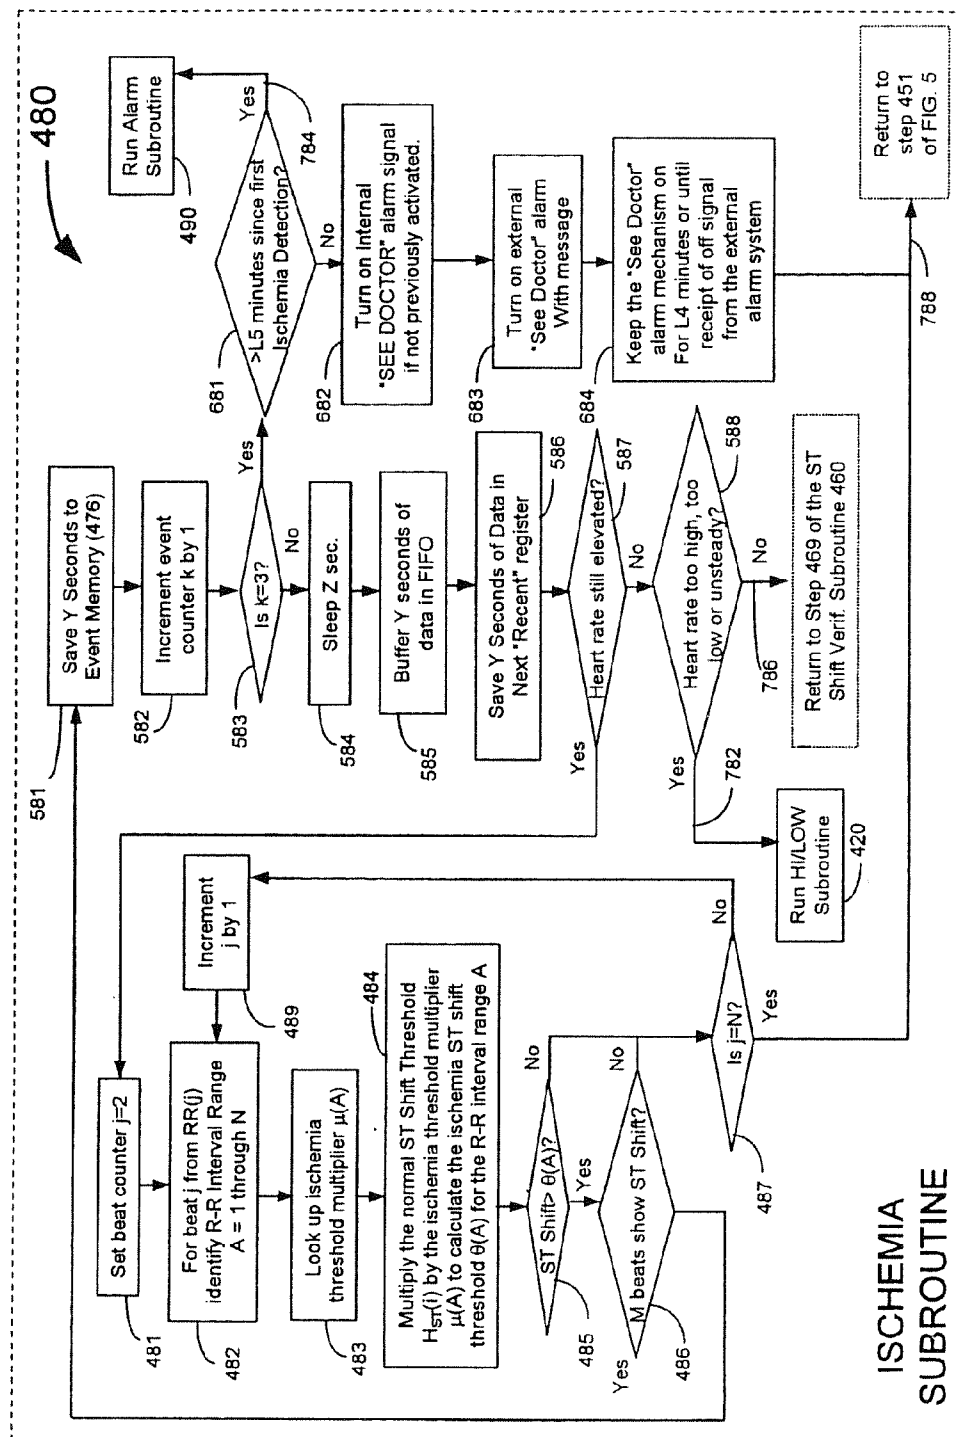 480
Set beat counter j=2
481
For beat j from RR(j)
identify R-R Interval Range
A = 1 through N
482
Look up ischemia
threshold multiplier μ(A)
483
Multiply the normal ST Shift Threshold
HST(i) by the ischemia threshold multiplier
μ(A) to calculate the ischemia ST shift
threshold θ(A) for the R-R interval range A
484
ST Shift> θ(A)?
485
No
Yes
M beats show ST Shift?
486
No
Yes
Is j=N?
487
No
Yes
Increment
j by 1
489
Save Y Seconds to
Event Memory (476)
581
Increment event
counter k by 1
582
Is k=3?
583
Yes
No
Sleep Z sec.
584
Buffer Y seconds of
data in FIFO
585
Save Y Seconds of Data in
Next "Recent" register
586
Heart rate still elevated?
587
Yes
No
Heart rate too high, too
low or unsteady?
588
Yes
782
No
786
Run HI/LOW
Subroutine
420
Return to Step 469 of the ST
Shift Verif. Subroutine 460
>L5 minutes since first
Ischemia Detection?
681
Yes
784
No
Run Alarm
Subroutine
490
Turn on Internal
"SEE DOCTOR" alarm signal
if not previously activated.
682
Turn on external
"See Doctor" alarm
With message
683
Keep the "See Doctor"
alarm mechanism on
For L4 minutes or until
receipt of off signal
from the external
alarm system
684
788
Return to
step 451
of FIG. 5
ISCHEMIA
SUBROUTINE